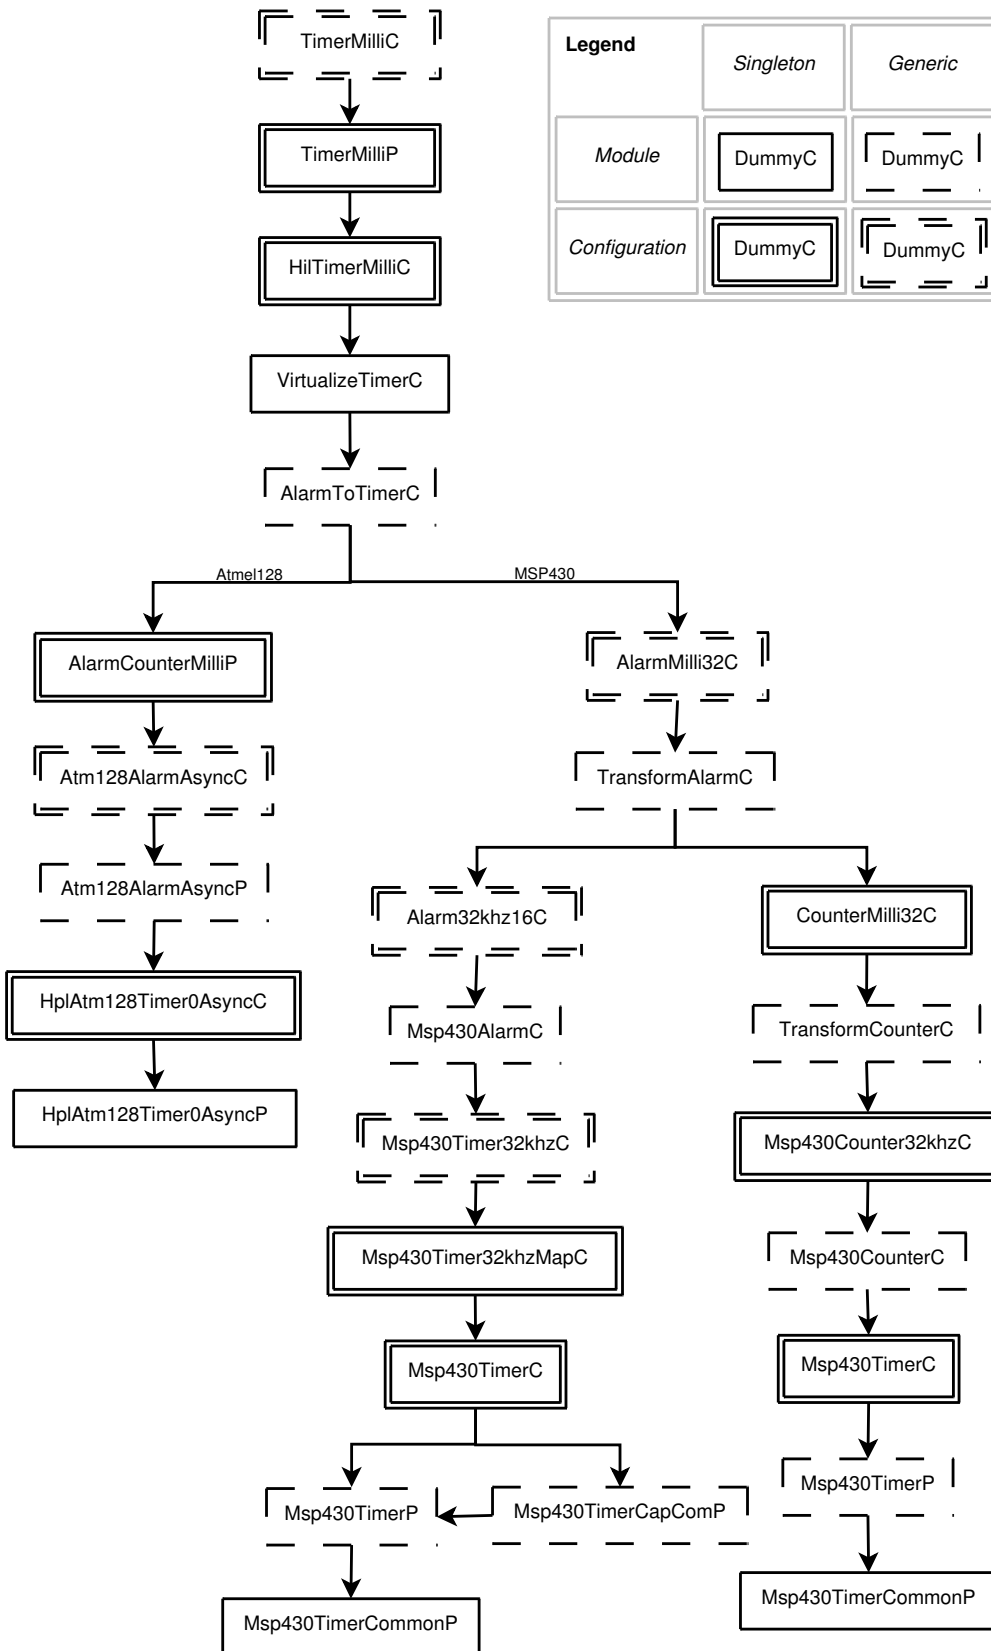 TimerMilliC
Legend
Singleton
Generic
Module
DummyC
DummyC
Configuration
DummyC
DummyC
TimerMilliP
HilTimerMilliC
VirtualizeTimerC
AlarmToTimerC
Atmel128
MSP430
AlarmCounterMilliP
AlarmMilli32C
Atm128AlarmAsyncC
TransformAlarmC
Atm128AlarmAsyncP
Alarm32khz16C
CounterMilli32C
HplAtm128Timer0AsyncC
Msp430AlarmC
TransformCounterC
HplAtm128Timer0AsyncP
Msp430Timer32khzC
Msp430Counter32khzC
Msp430Timer32khzMapC
Msp430CounterC
Msp430TimerC
Msp430TimerC
Msp430TimerP
Msp430TimerCapComP
Msp430TimerP
Msp430TimerCommonP
Msp430TimerCommonP